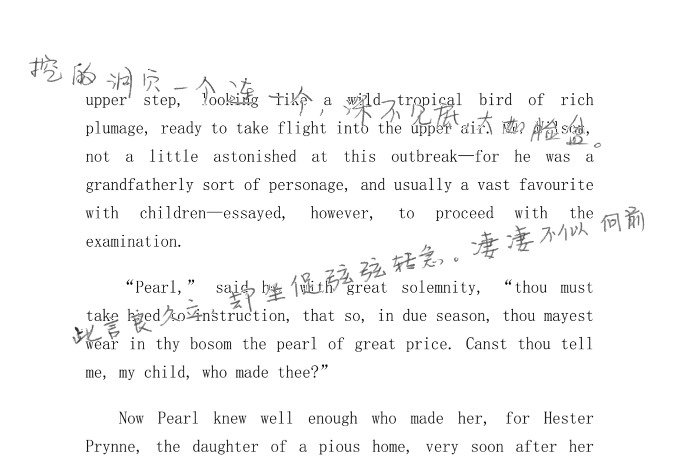 挖的洞穴一个连一个，深不见底，大如脸盆。
upper step, looking like a wild tropical bird of rich
plumage, ready to take flight into the upper air. Mr. Wilson,
not a little astonished at this outbreak—for he was a
grandfatherly sort of personage, and usually a vast favourite
with children—essayed, however, to proceed with the
examination.
此言良久立，却坐促弦弦转急。凄凄不似向前
“Pearl,” said he, with great solemnity, “thou must
take heed to instruction, that so, in due season, thou mayest
wear in thy bosom the pearl of great price. Canst thou tell
me, my child, who made thee?”
Now Pearl knew well enough who made her, for Hester
Prynne, the daughter of a pious home, very soon after her